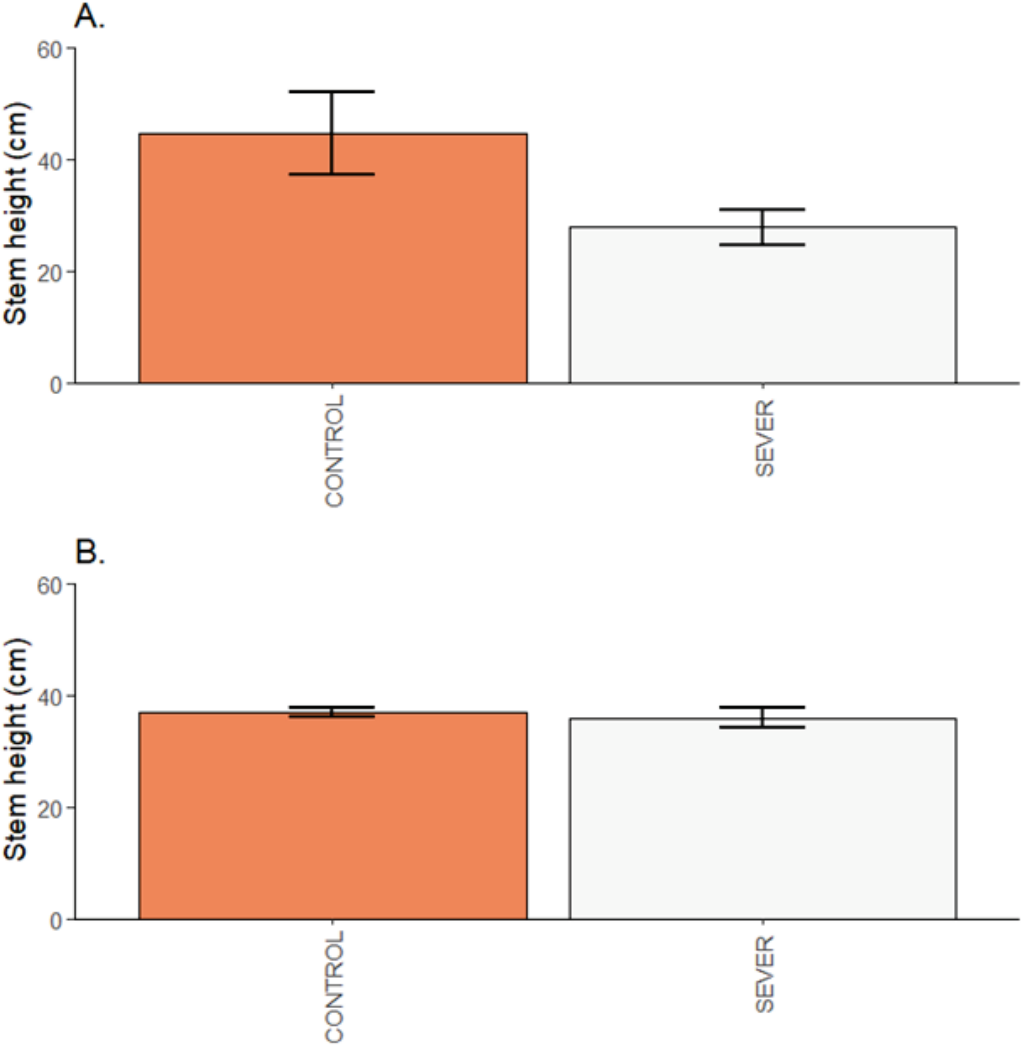 A.
Stem height (cm)
60
40
20
0
CONTROL
SEVER
B.
Stem height (cm)
60
40
20
0
CONTROL
SEVER